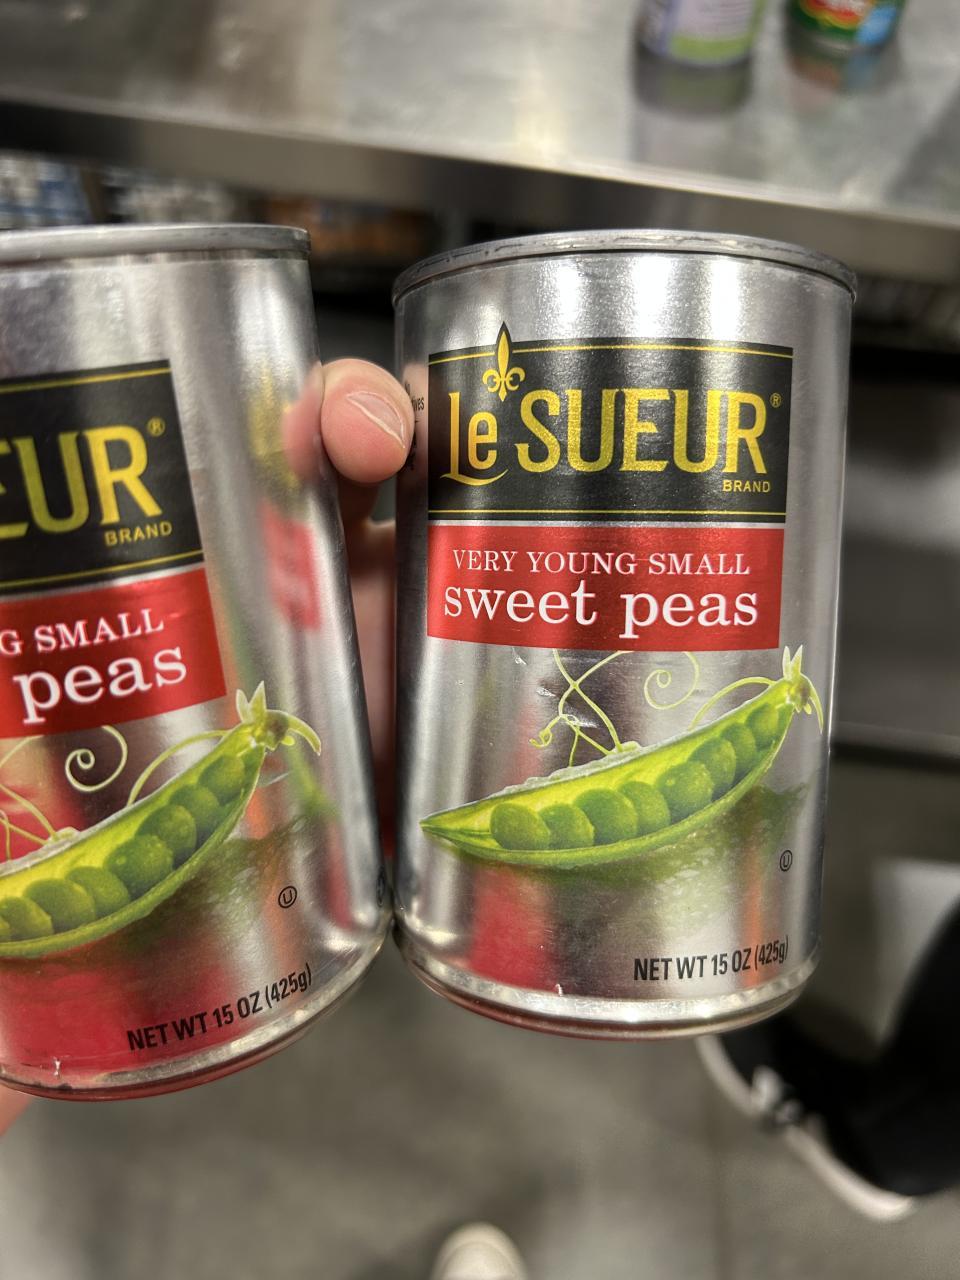 EUR®
BRAND
G SMALL
peas
U
NET WT 15 OZ (425g)
Le SUEUR®
BRAND
VERY YOUNG SMALL
sweet peas
U
NET WT 15 OZ (425g)